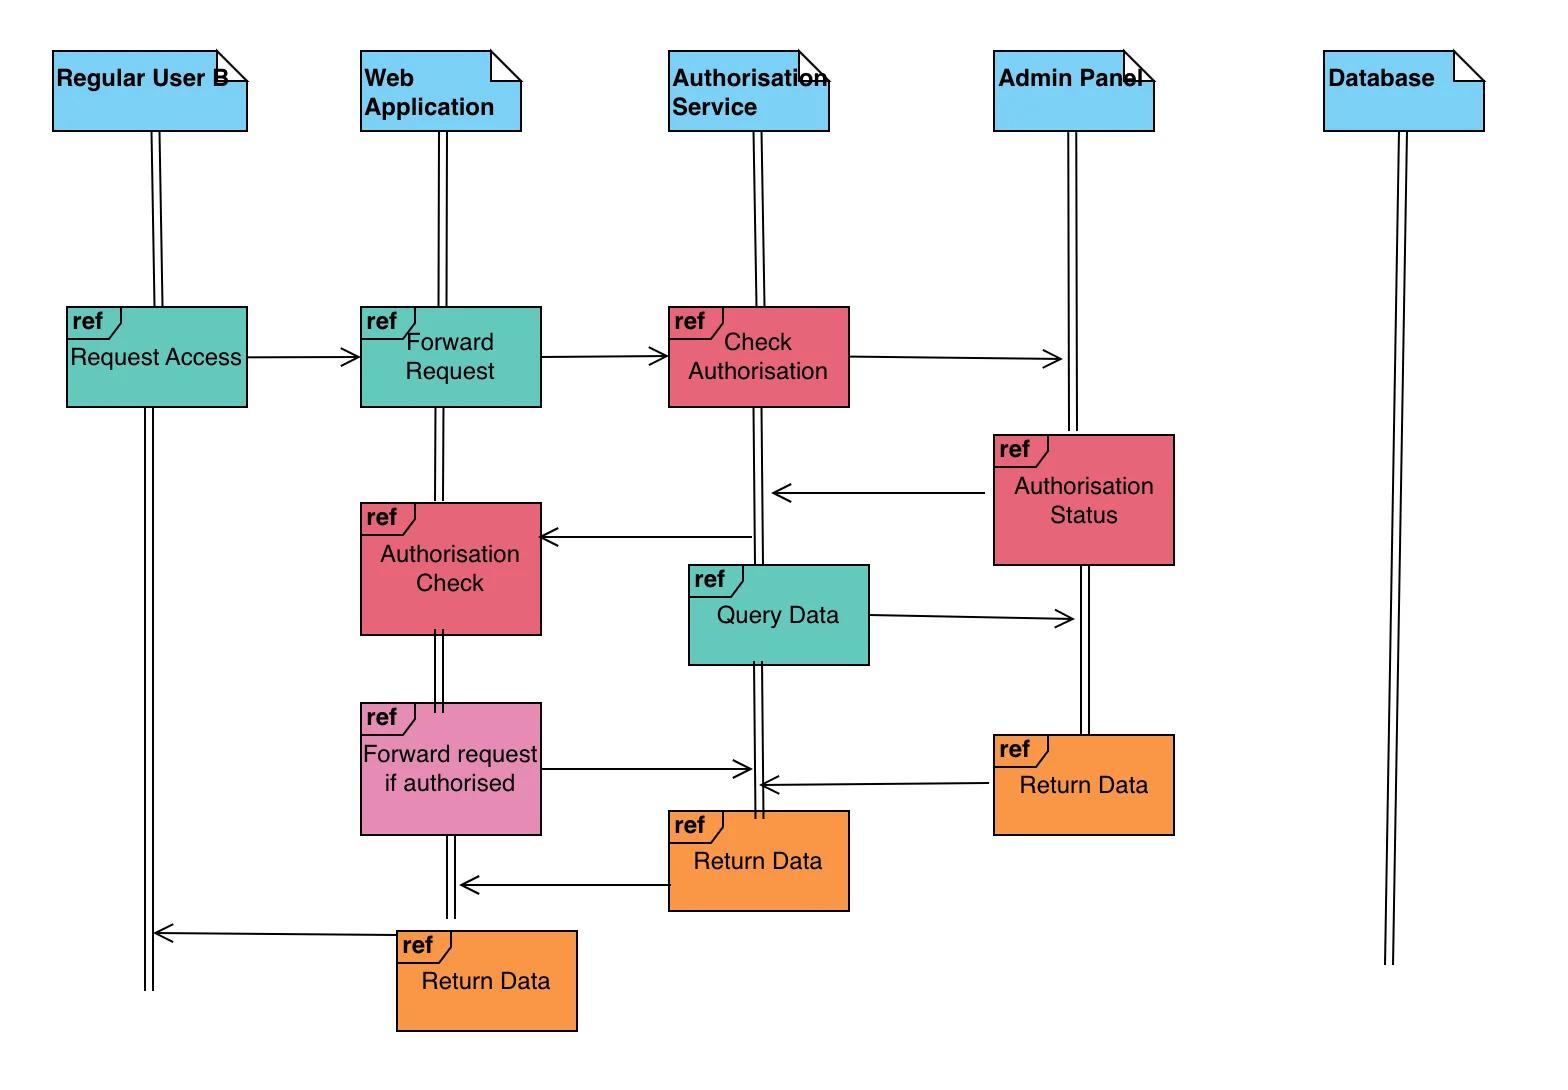 Regular User B
Web
Application
Authorisation
Service
Admin Panel
Database
ref
Request Access
ref
Forward
Request
ref
Check
Authorisation
ref
Authorisation
Status
ref
Authorisation
Check
ref
Query Data
ref
Forward request
if authorised
ref
Return Data
ref
Return Data
ref
Return Data